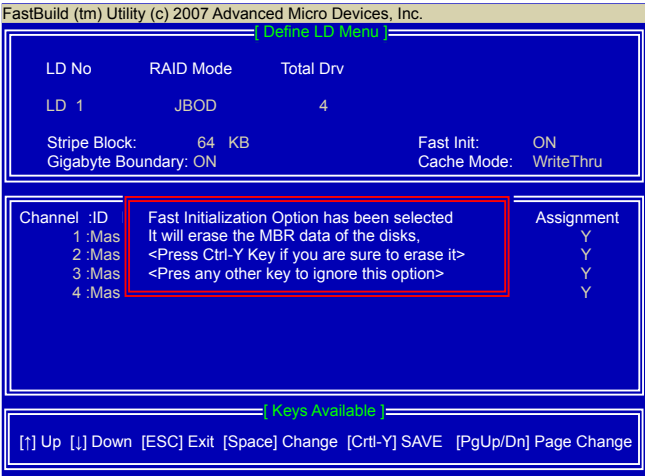 FastBuild (tm) Utility (c) 2007 Advanced Micro Devices, Inc.
[ Define LD Menu ]
LD No RAID Mode Total Drv
LD 1 JBOD 4
Stripe Block: 64 KB Fast Init: ON
Gigabyte Boundary: ON Cache Mode: WriteThru
Channel :ID Fast Initialization Option has been selected Assignment
1 :Mas It will erase the MBR data of the disks, Y
2 :Mas <Press Ctrl-Y Key if you are sure to erase it> Y
3 :Mas <Pres any other key to ignore this option> Y
4 :Mas Y
[ Keys Available ]
[↑] Up [↓] Down [ESC] Exit [Space] Change [Crtl-Y] SAVE [PgUp/Dn] Page Change